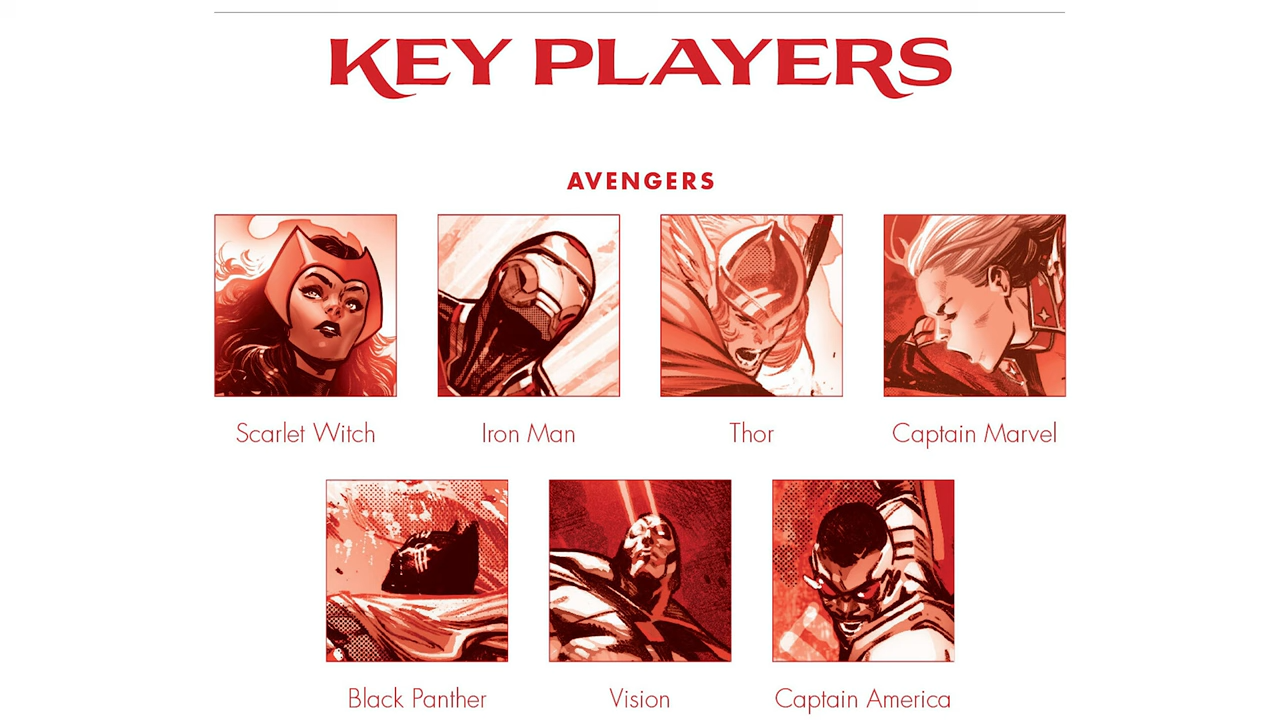 KEY PLAYERS
AVENGERS
Scarlet Witch
Iron Man
Thor
Captain Marvel
Black Panther
Vision
Captain America